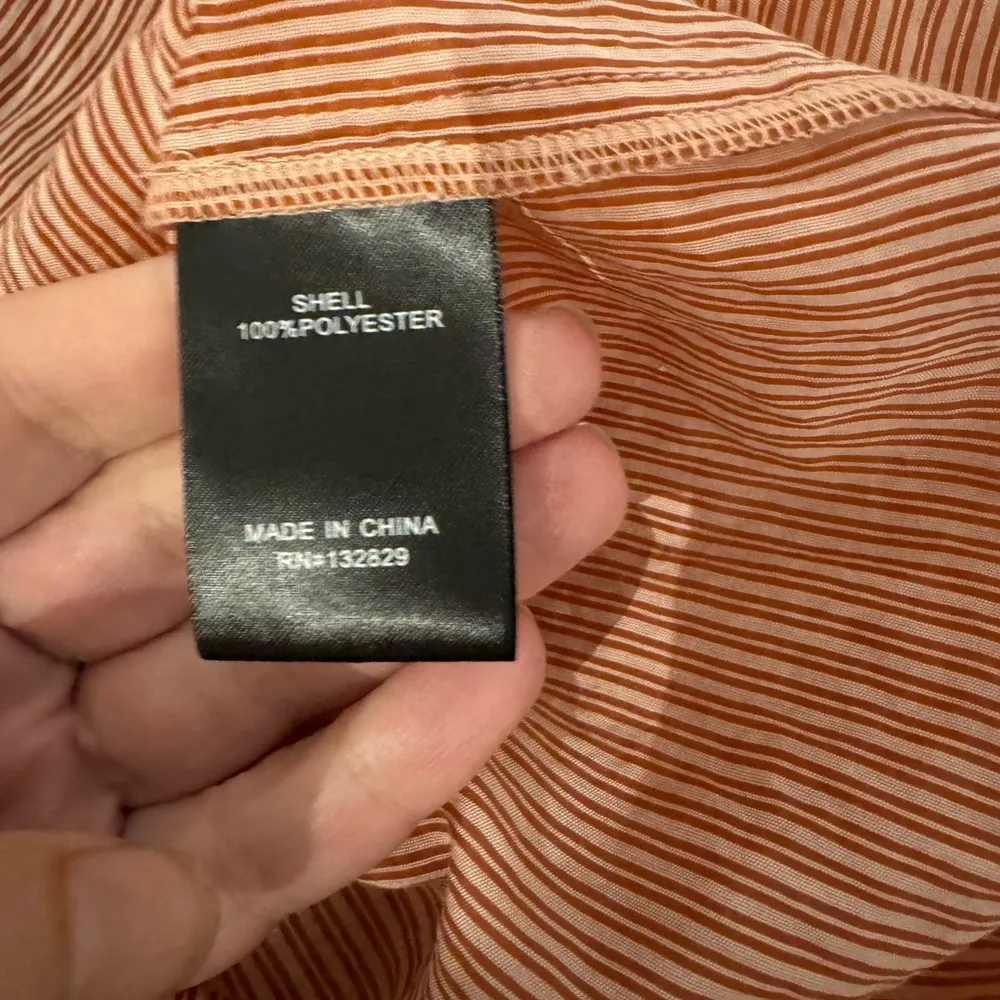 SHELL
100%POLYESTER
MADE IN CHINA
RN#132829